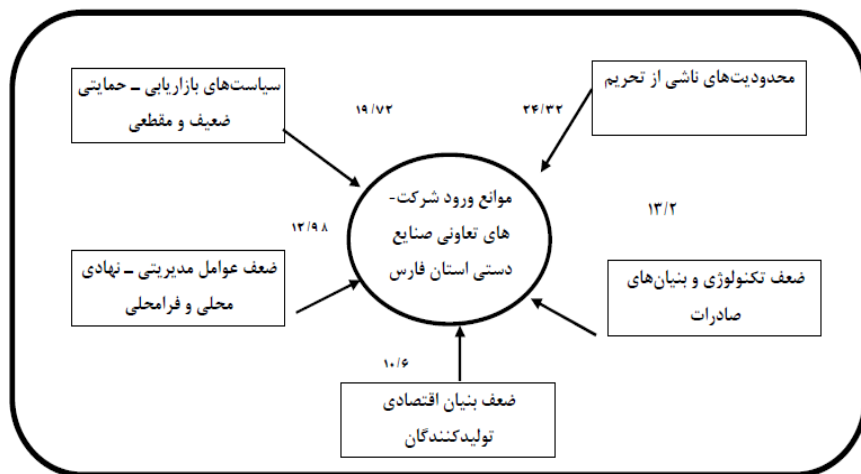 محدودیت‌های ناشی از تحریم
۲۴/۳۲
۱۹/۷۲
سیاست‌های بازاریابی ـ حمایتی
ضعیف و مقطعی
موانع ورود شرکت-
های تعاونی صنایع
دستی استان فارس
۱۳/۲
۱۲/۹۸
ضعف تکنولوژی و بنیان‌های
صادرات
ضعف عوامل مدیریتی ـ نهادی
محلی و فرامحلی
۱۰/۶
ضعف بنیان اقتصادی
تولیدکنندگان